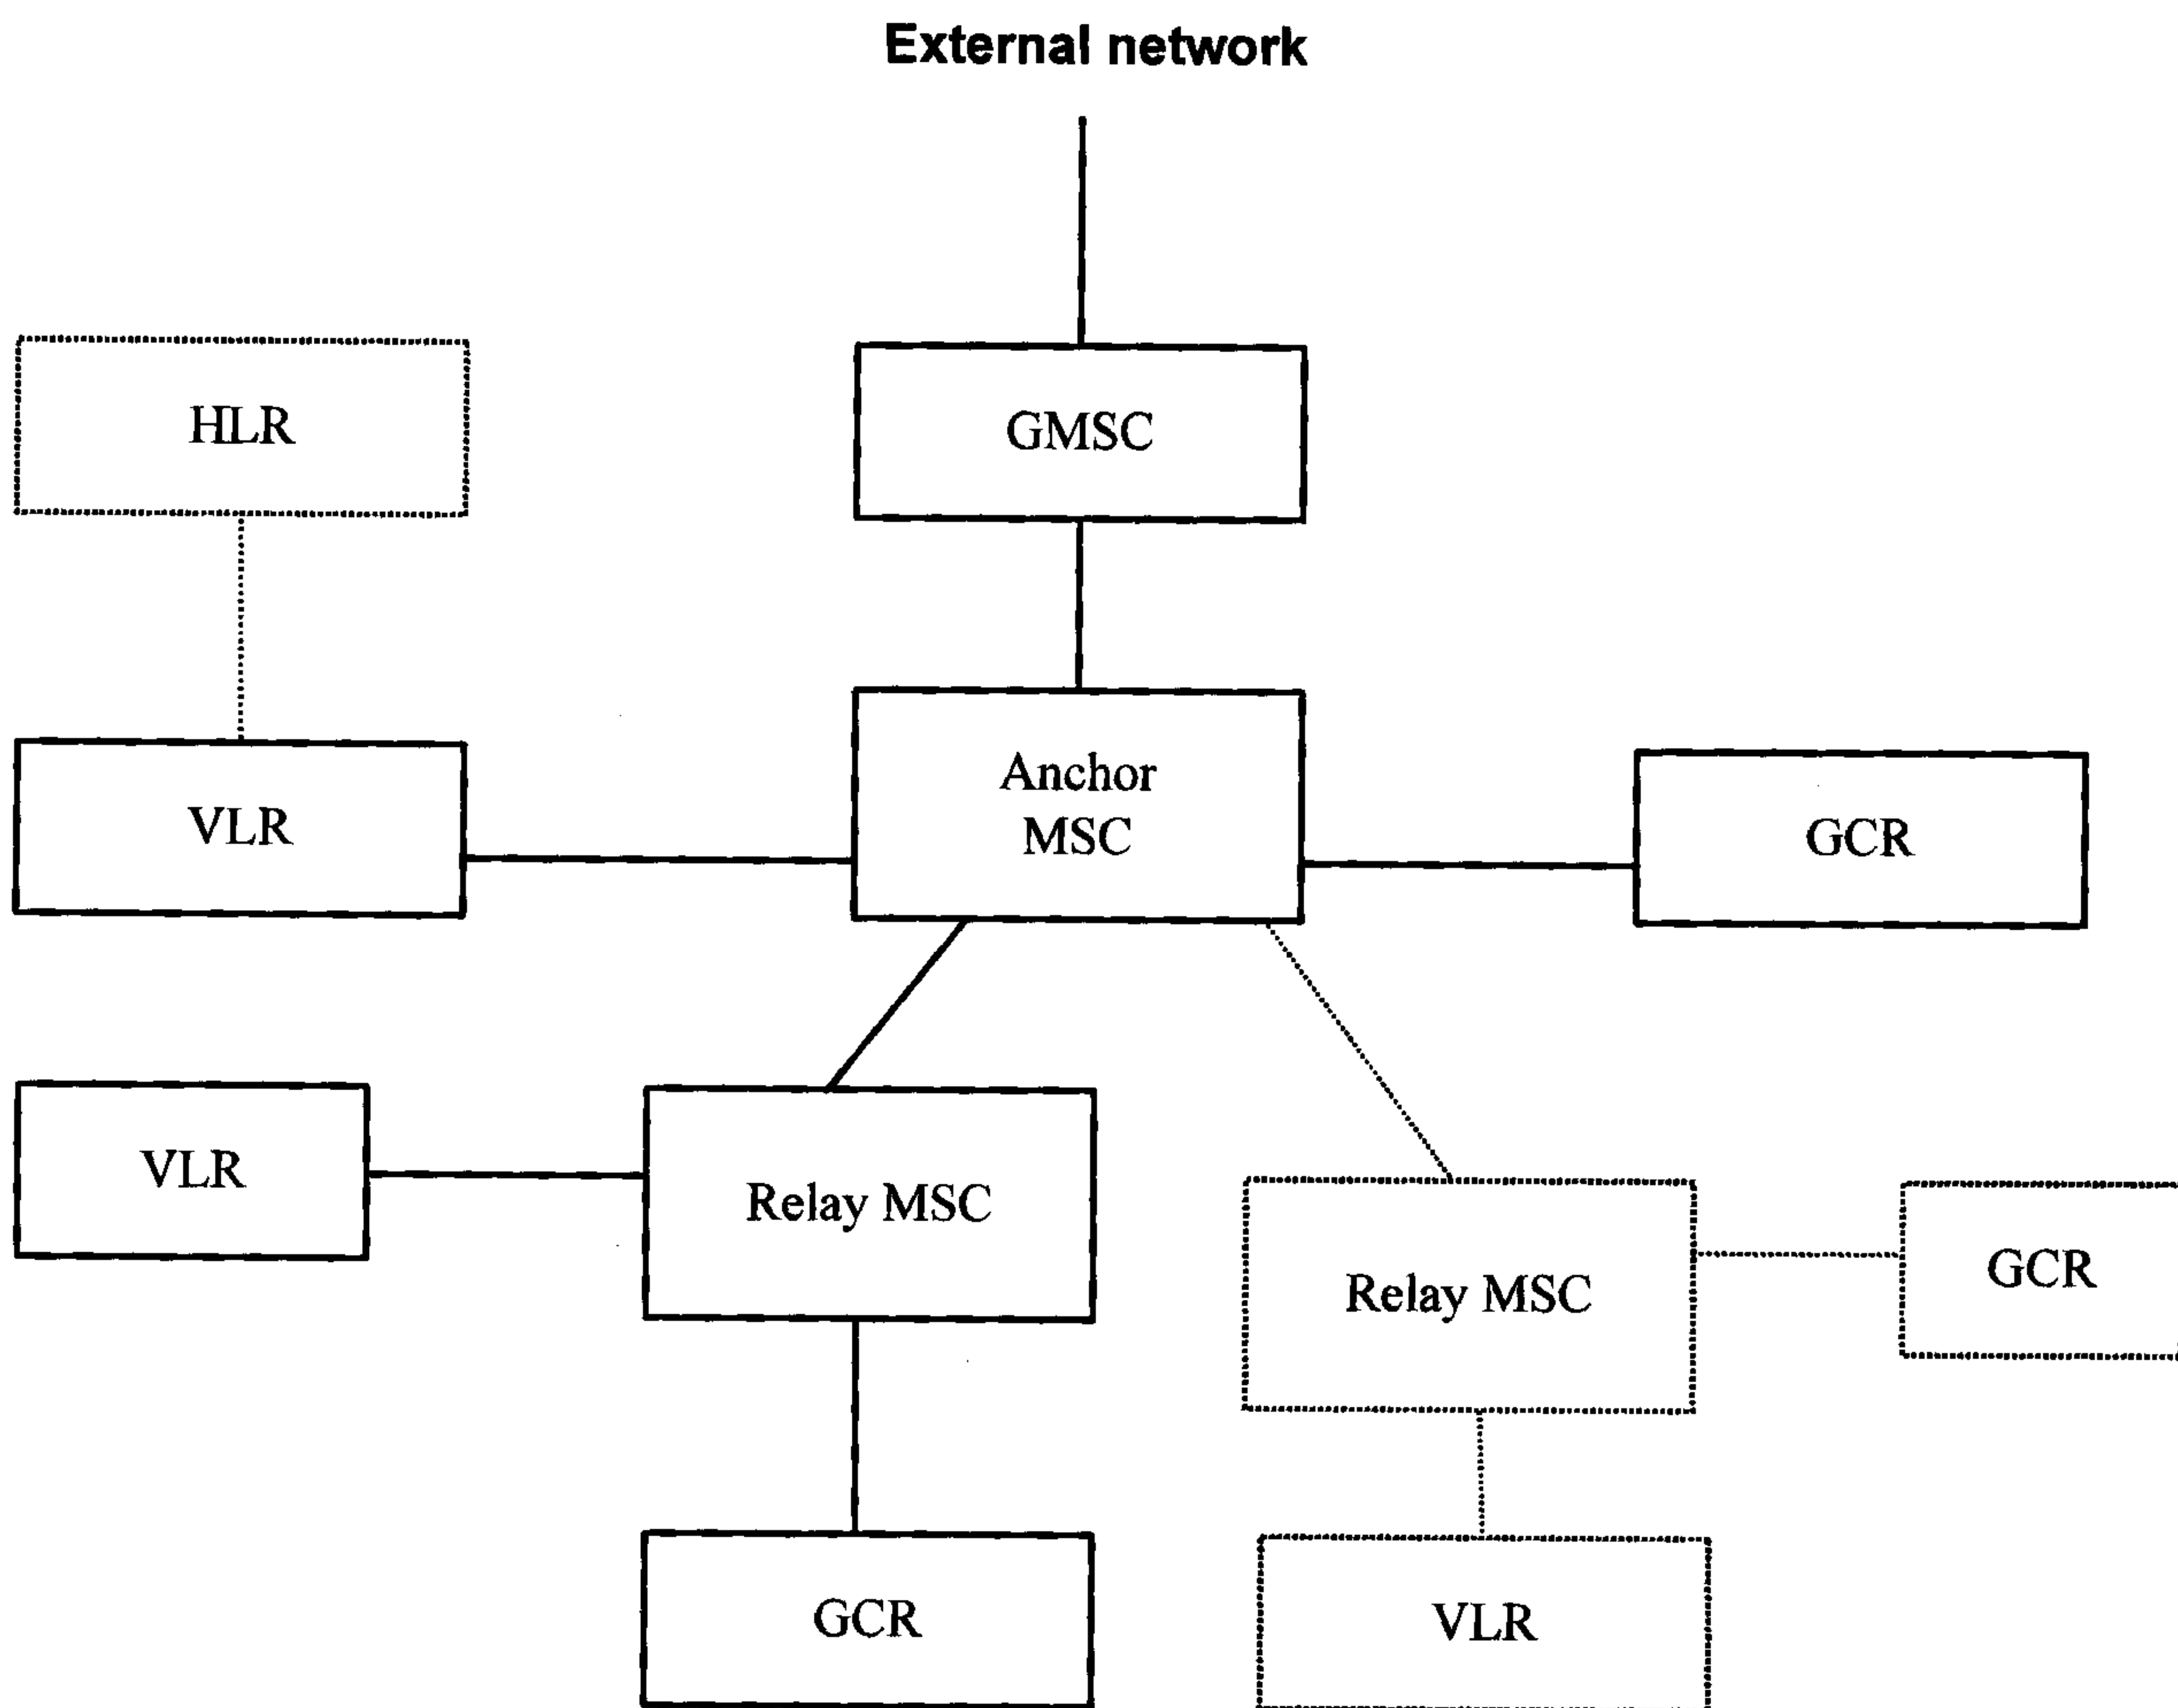 External network
HLR
GMSC
Anchor
MSC
VLR
GCR
VLR
Relay MSC
Relay MSC
GCR
GCR
VLR